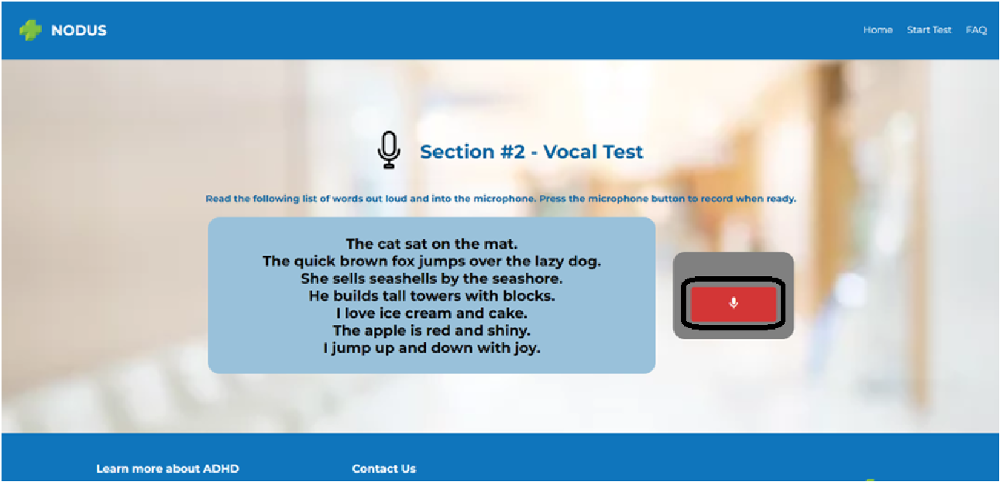 NODUS
Home Start Test FAQ
Section #2 - Vocal Test
Read the following list of words out loud and into the microphone. Press the microphone button to record when ready.
The cat sat on the mat.
The quick brown fox jumps over the lazy dog.
She sells seashells by the seashore.
He builds tall towers with blocks.
I love ice cream and cake.
The apple is red and shiny.
I jump up and down with joy.
Learn more about ADHD
Contact Us